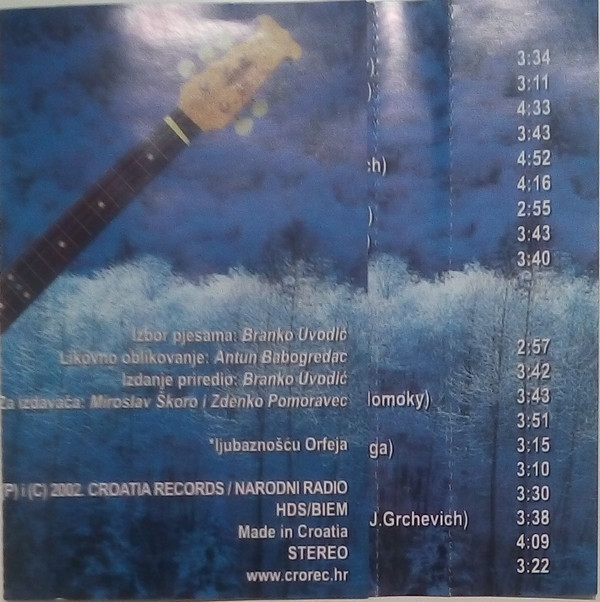 Izbor pjesama: Branko Uvodić
Likovno oblikovanje: Antun Babogredac
Izdanje priredio: Branko Uvodić
Za izdavača: Miroslav Škoro i Zdenko Pomoravec
*ljubaznošću Orfeja
(P) i (C) 2002. CROATIA RECORDS / NARODNI RADIO
HDS/BIEM
Made in Croatia
STEREO
www.crorec.hr
) 3:34
) 3:11
4:33
3:43
ch) 4:52
4:16
) 2:55
) 3:43
3:40
2:57
3:42
lomoky) 3:43
3:51
ga) 3:15
3:10
3:30
J.Grchevich) 3:38
4:09
3:22